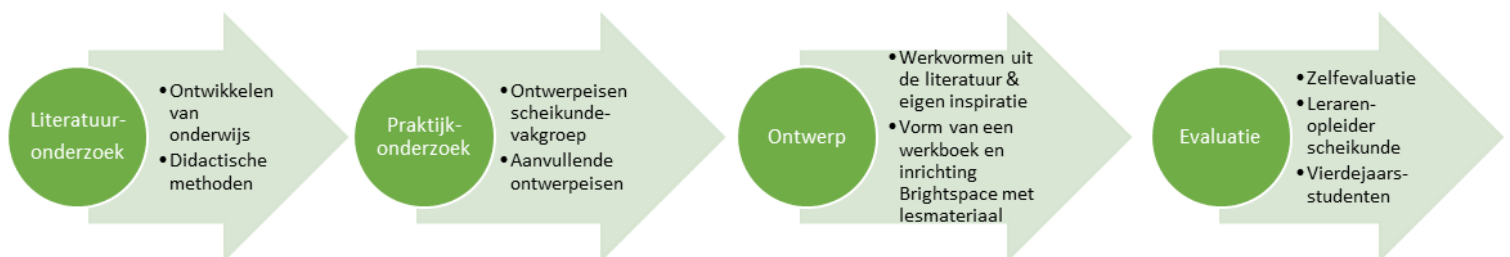 Literatuur-
onderzoek
•Ontwikkelen
van
onderwijs
•Didactische
methoden
Praktijk-
onderzoek
•Ontwerpeisen
scheikunde-
vakgroep
•Aanvullende
ontwerpeisen
Ontwerp
•Werkvormen uit
de literatuur &
eigen inspiratie
•Vorm van een
werkboek en
inrichting
Brightspace met
lesmateriaal
Evaluatie
•Zelfevaluatie
•Leraren-
opleider
scheikunde
•Vierdejaars-
studenten